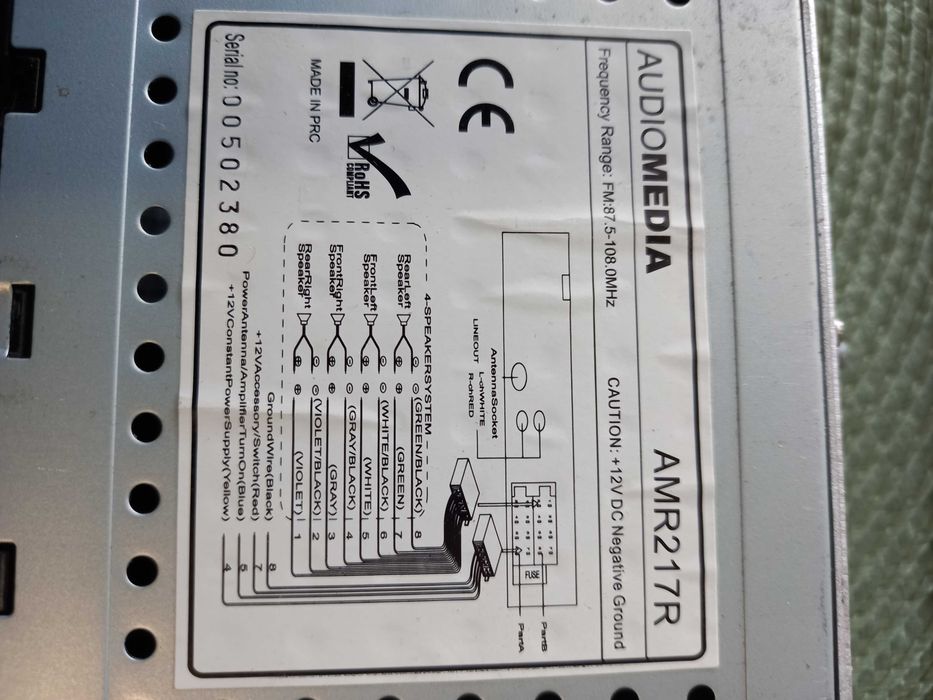 AUDIOMEDIA AMR217R
Frequency Range: FM:87.5-108.0MHz CAUTION: +12V DC Negative Ground
PartB
PartA
FUSE
AntennaSocket
LINEOUT L-chWHITE
R-chRED
CE
4-SPEAKERSYSTEM
RearLeft
Speaker
⊖ ⊖ (GREEN/BLACK) 8
⊕ ⊕ (GREEN) 7
FrontLeft
Speaker
⊖ ⊖ (WHITE/BLACK) 6
⊕ ⊕ (WHITE) 5
FrontRight
Speaker
⊖ ⊖ (GRAY/BLACK) 4
⊕ ⊕ (GRAY) 3
RearRight
Speaker
⊖ ⊖ (VIOLET/BLACK) 2
⊕ ⊕ (VIOLET) 1
RoHS
COMPLIANT
MADE IN PRC
GroundWire(Black) 8
+12VAccessory/Switch(Red) 7
PowerAntenna/AmplifierTurnOn(Blue) 5
+12VConstantPowerSupply(Yellow) 4
Serial no: 00502380